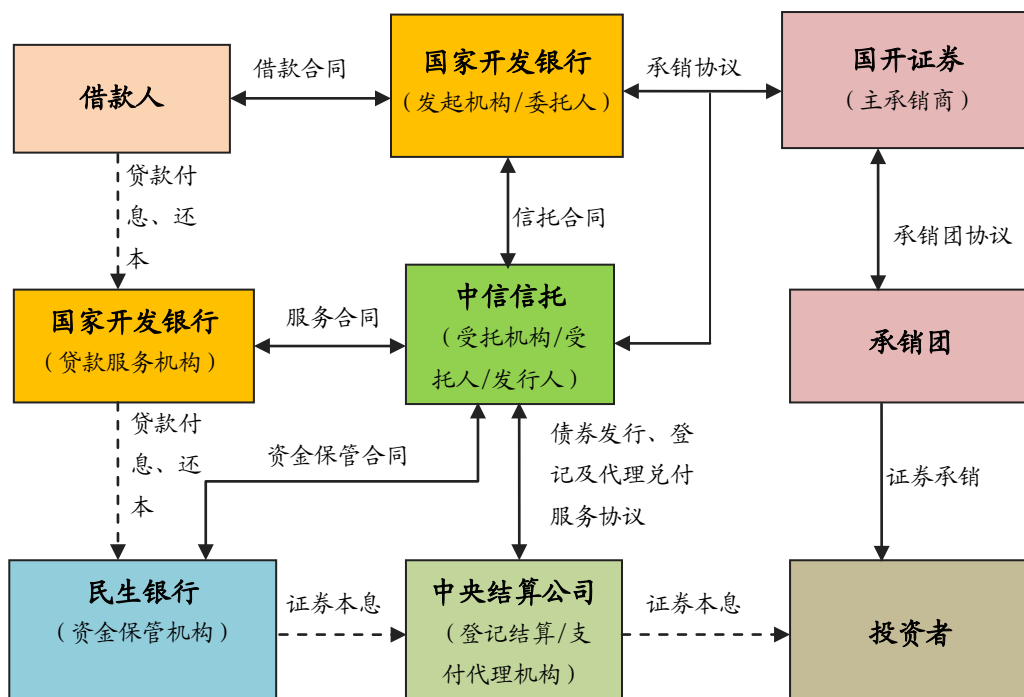 借款人
借款合同
国家开发银行
（发起机构/委托人）
承销协议
国开证券
（主承销商）
贷款付
息、还
本
信托合同
承销团协议
国家开发银行
（贷款服务机构）
服务合同
中信信托
（受托机构/受
托人/发行人）
承销团
贷款付
息、还
本
资金保管合同
债券发行、登
记及代理兑付
服务协议
证券承销
民生银行
（资金保管机构）
证券本息
中央结算公司
（登记结算/支
付代理机构）
证券本息
投资者